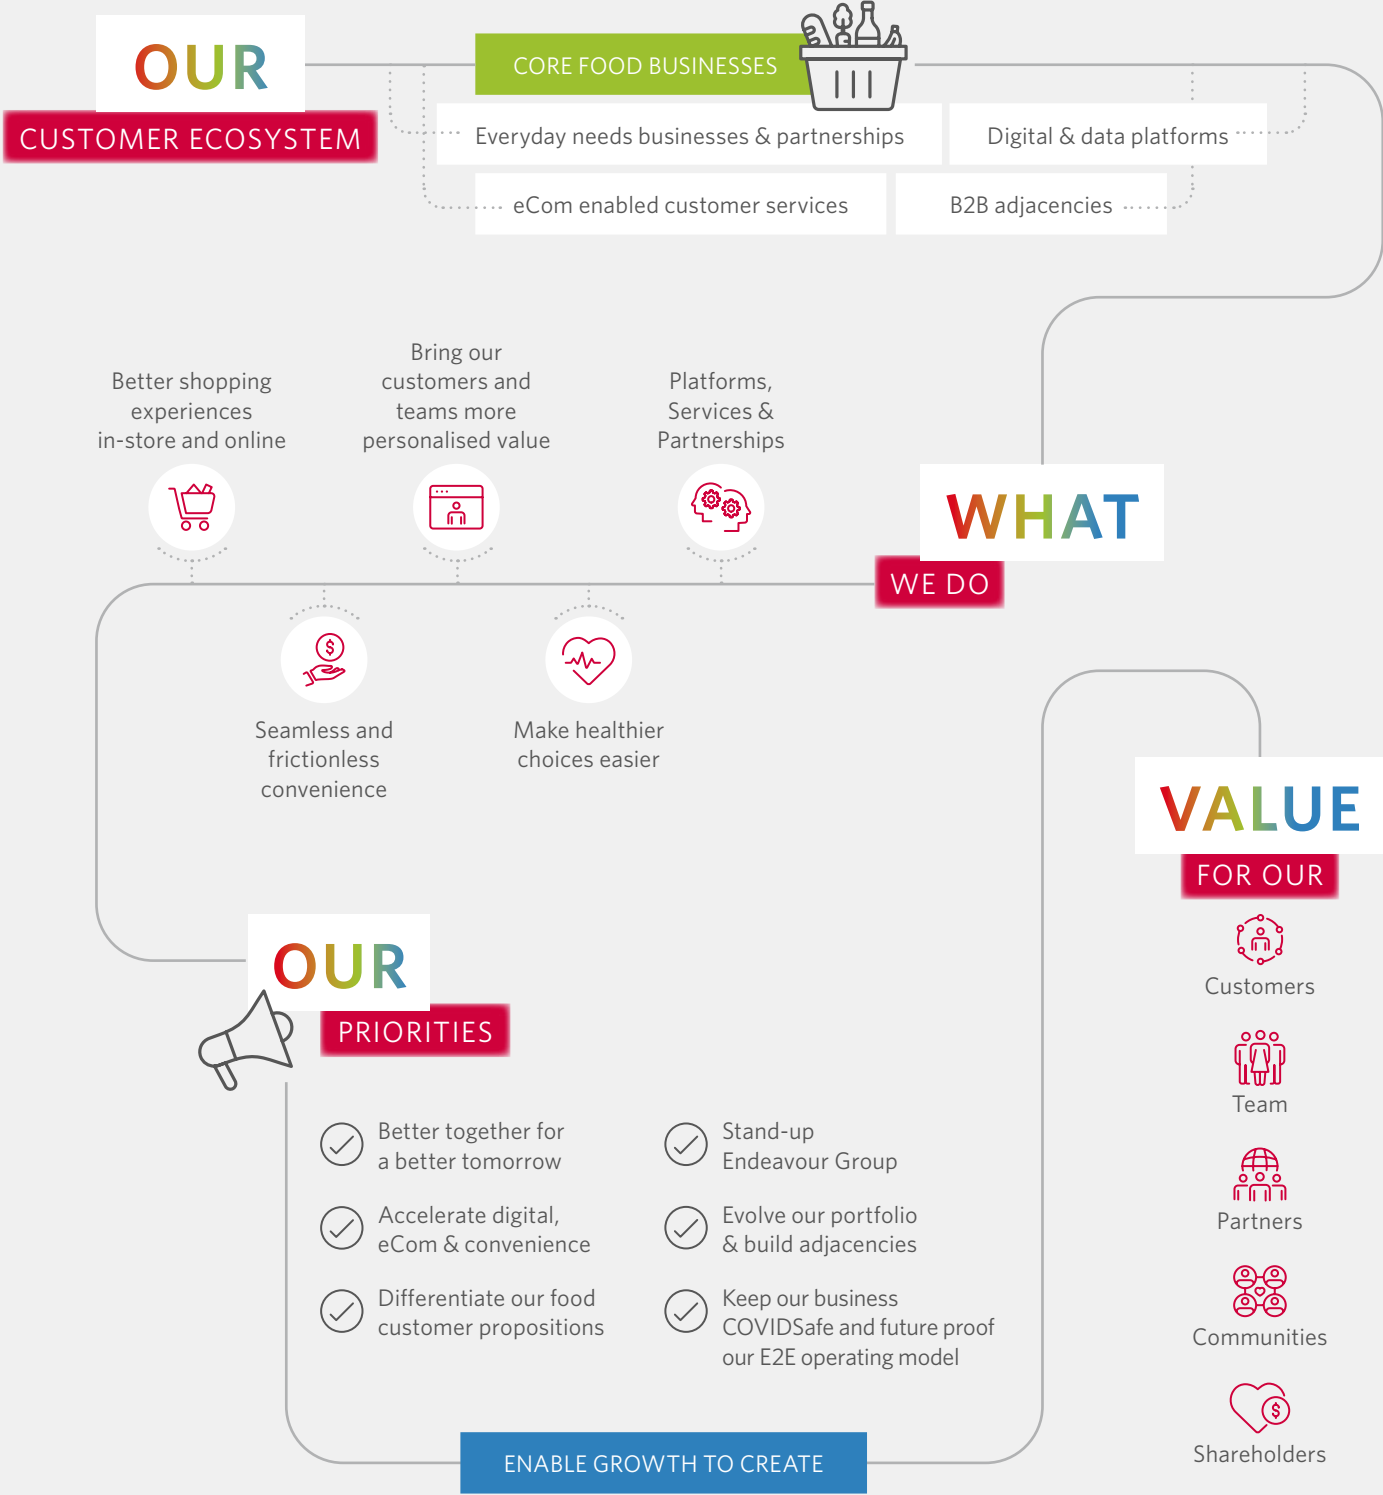 OUR
CUSTOMER ECOSYSTEM
CORE FOOD BUSINESSES
Everyday needs businesses & partnerships
Digital & data platforms
eCom enabled customer services
B2B adjacencies
WHAT
WE DO
Better shopping
experiences
in-store and online
Bring our
customers and
teams more
personalised value
Platforms,
Services &
Partnerships
Seamless and
frictionless
convenience
Make healthier
choices easier
OUR
PRIORITIES
Better together for
a better tomorrow
Accelerate digital,
eCom & convenience
Differentiate our food
customer propositions
Stand-up
Endeavour Group
Evolve our portfolio
& build adjacencies
Keep our business
COVIDSafe and future proof
our E2E operating model
ENABLE GROWTH TO CREATE
VALUE
FOR OUR
Customers
Team
Partners
Communities
Shareholders